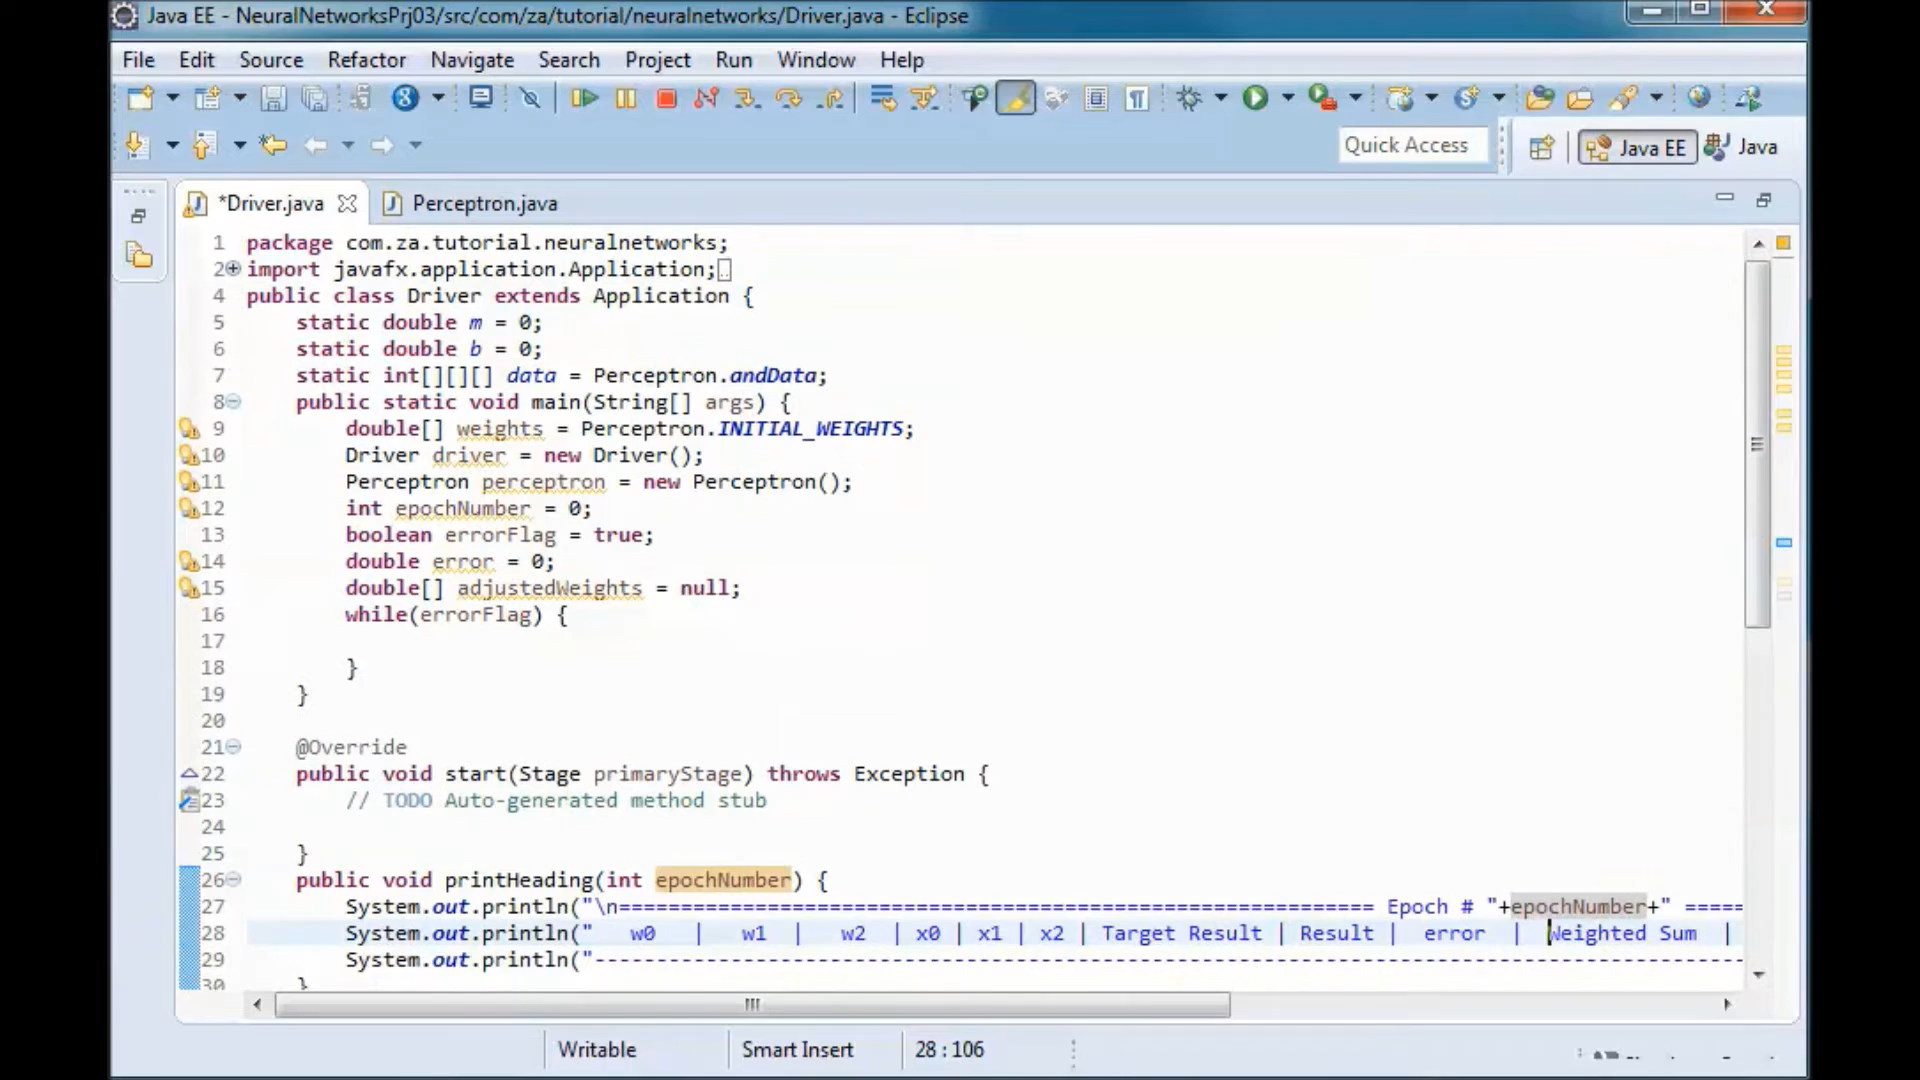 Java EE - NeuralNetworksPrj03/src/com/za/tutorial/neuralnetworks/Driver.java - Eclipse
File Edit Source Refactor Navigate Search Project Run Window Help
Quick Access Java EE Java
*Driver.java Perceptron.java
1 package com.za.tutorial.neuralnetworks;
2 import javafx.application.Application;
4 public class Driver extends Application {
5 static double m = 0;
6 static double b = 0;
7 static int[][][] data = Perceptron.andData;
8 public static void main(String[] args) {
9 double[] weights = Perceptron.INITIAL_WEIGHTS;
10 Driver driver = new Driver();
11 Perceptron perceptron = new Perceptron();
12 int epochNumber = 0;
13 boolean errorFlag = true;
14 double error = 0;
15 double[] adjustedWeights = null;
16 while(errorFlag) {
17
18 }
19 }
20
21 @Override
22 public void start(Stage primaryStage) throws Exception {
23 // TODO Auto-generated method stub
24
25 }
26 public void printHeading(int epochNumber) {
27 System.out.println("\n============================================================= Epoch # "+epochNumber+" =====
28 System.out.println(" w0 | w1 | w2 | x0 | x1 | x2 | Target Result | Result | error | Weighted Sum |
29 System.out.println("---------------------------------------------------------------------------------------------
30 }
Writable Smart Insert 28 : 106